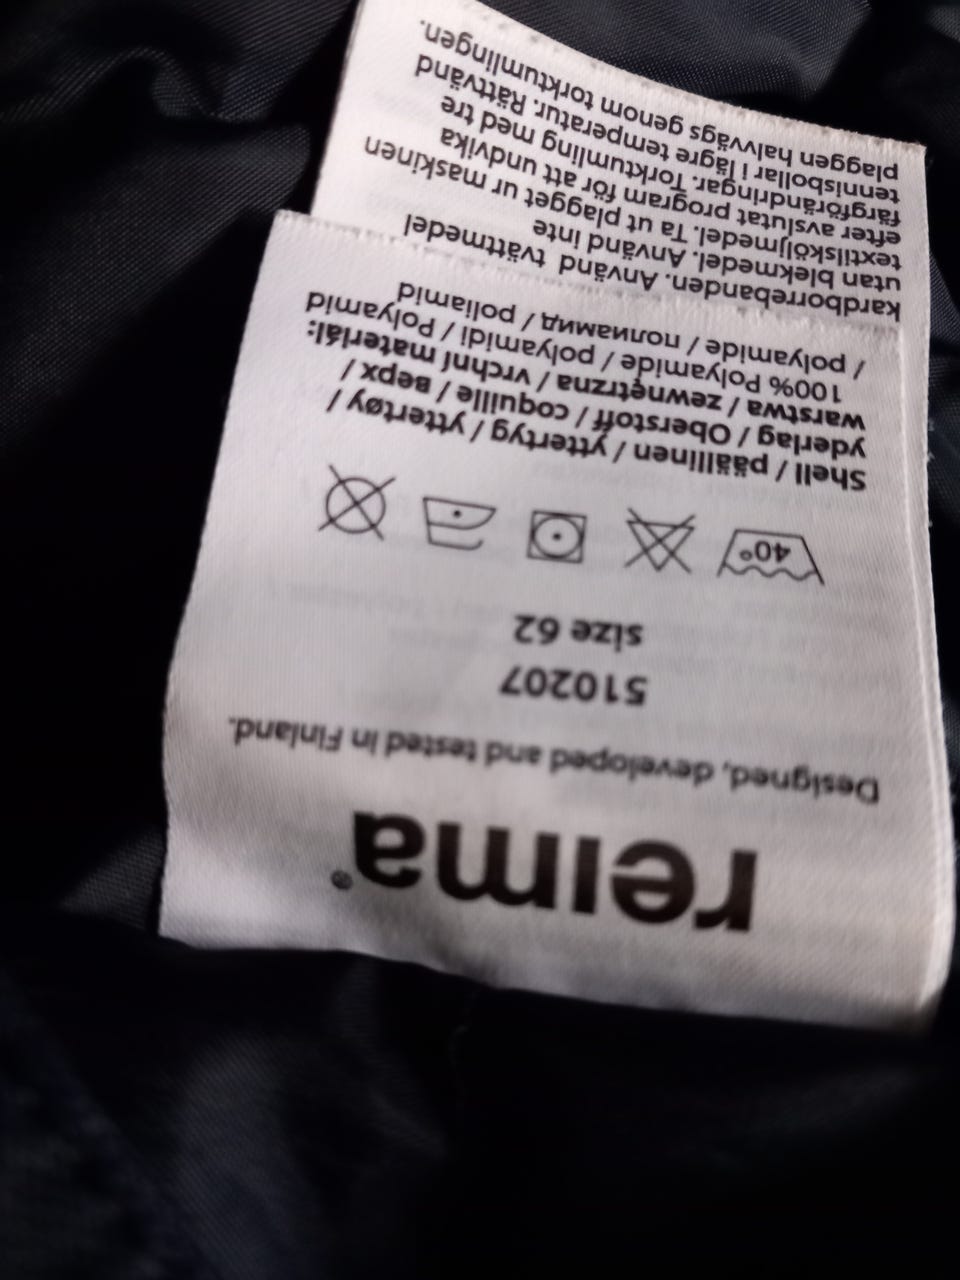 reima®
Designed, developed and tested in Finland.
510207
size 62
40°
Shell / päällinen / yttertyg / yttertøy /
yderlag / Oberstoff / coquille / верх /
warstwa zewnętrzna / vrchní materiál:
100% Polyamide / polyamidi / Polyamid
/ polyamide / полиамид / poliamid
kardborrebanden. Använd tvättmedel
utan blekmedel. Använd inte
textilsköljmedel. Ta ut plagget ur maskinen
efter avslutat program för att undvika
färgförändringar. Torktumling med tre
tennisbollar i lägre temperatur. Rättvänd
plaggen halvvägs genom torktumlingen.